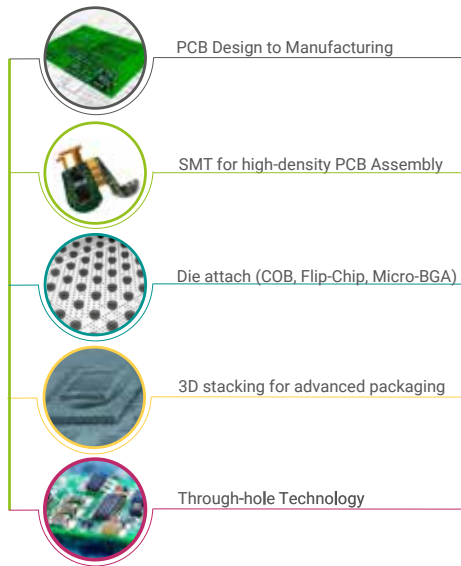 PCB Design to Manufacturing
SMT for high-density PCB Assembly
Die attach (COB, Flip-Chip, Micro-BGA)
3D stacking for advanced packaging
Through-hole Technology